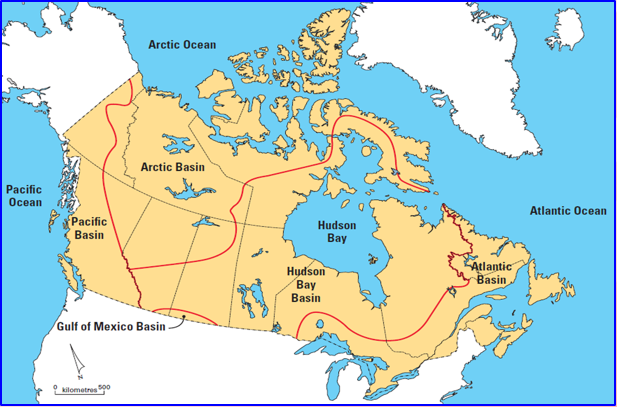 Arctic Ocean
Arctic Basin
Pacific
Ocean
Pacific
Basin
Hudson
Bay
Atlantic Ocean
Hudson
Bay
Basin
Atlantic
Basin
Gulf of Mexico Basin
N
0 kilometres 500